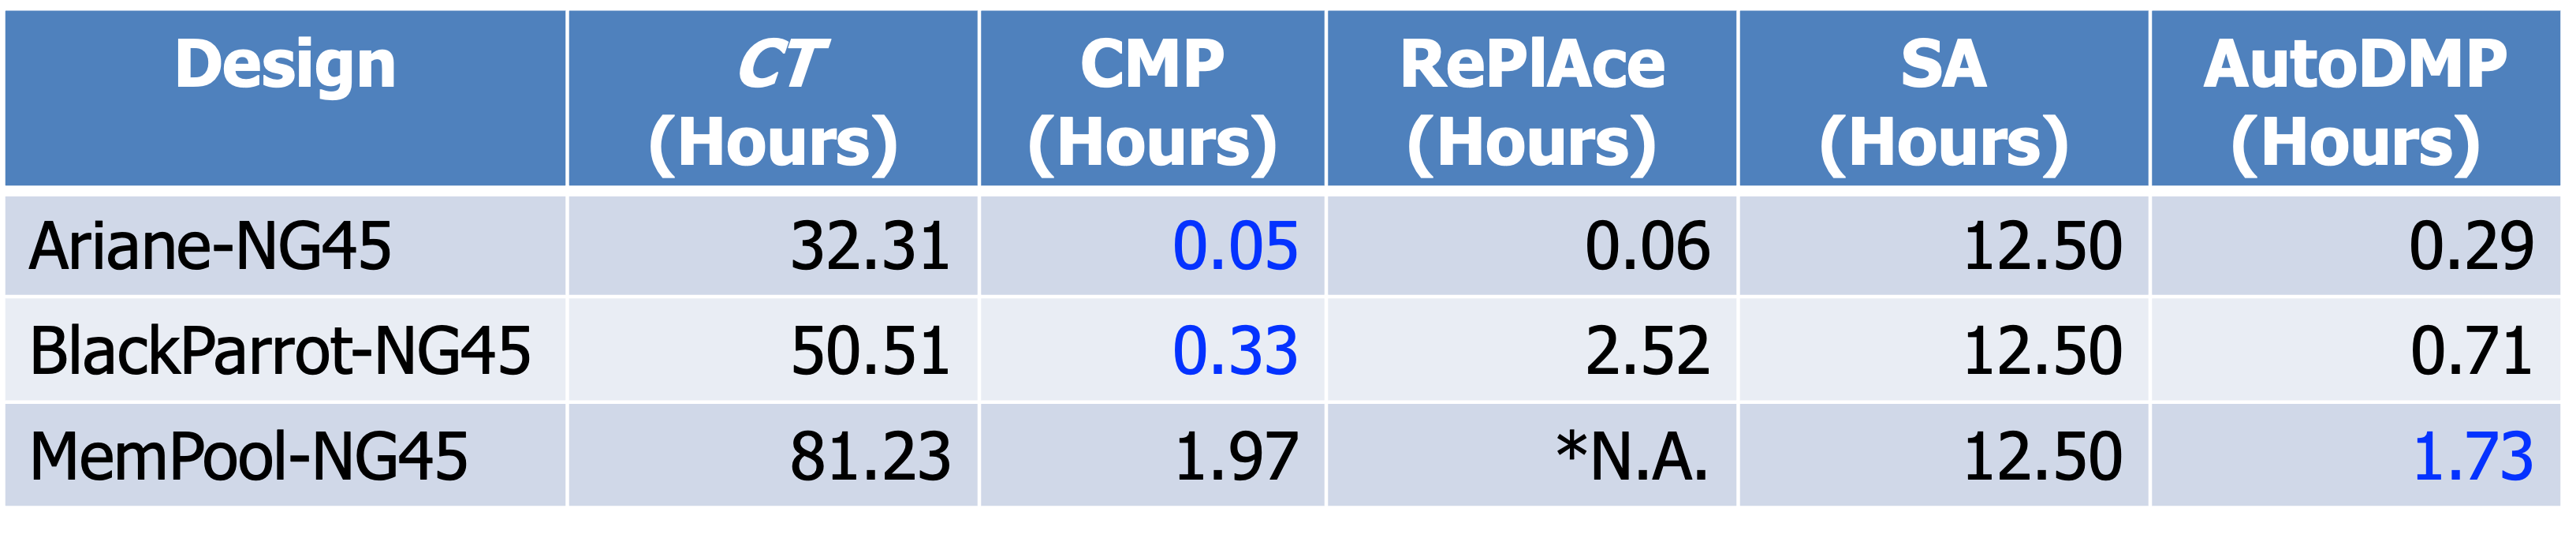 Design CT CMP RePlAce SA AutoDMP
(Hours) (Hours) (Hours) (Hours) (Hours)
Ariane-NG45 32.31 0.05 0.06 12.50 0.29
BlackParrot-NG45 50.51 0.33 2.52 12.50 0.71
MemPool-NG45 81.23 1.97 *N.A. 12.50 1.73